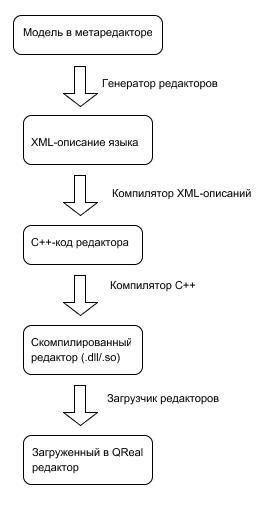 Модель в метаредакторе
Генератор редакторов
XML-описание языка
Компилятор XML-описаний
C++-код редактора
Компилятор C++
Скомпилированный
редактор (.dll/.so)
Загрузчик редакторов
Загруженный в QReal
редактор